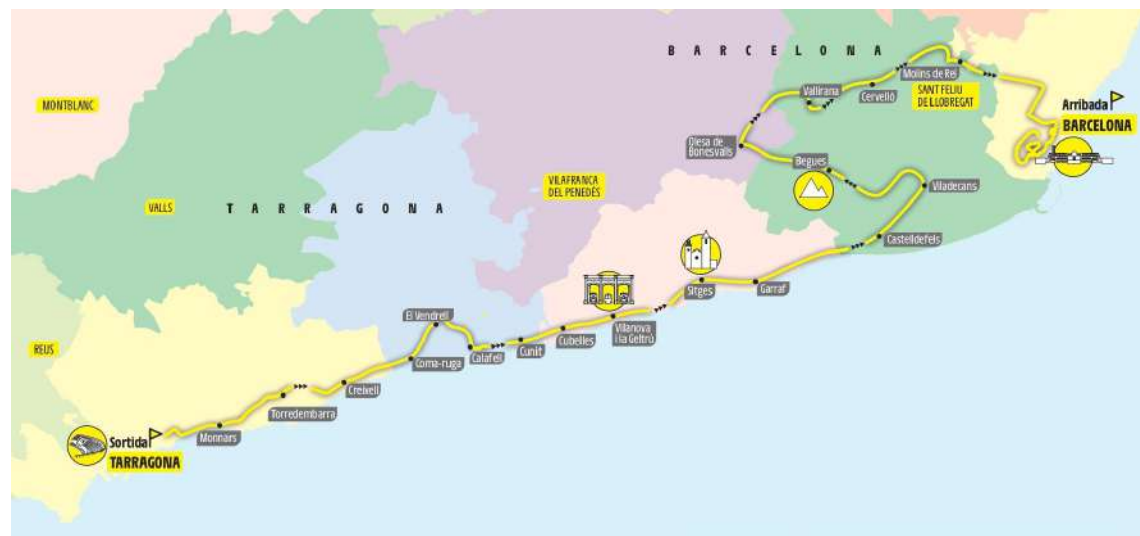 BARCELONA
Molins de Rei
Vallirana
Cervelló
SANT FELIU
DE LLOBREGAT
Arribada
BARCELONA
MONTBLANC
Olesa de
Bonesvalls
Begues
VILAFRANCA
DEL PENEDÈS
Viladecans
VALLS
TARRAGONA
Castelldefels
Sitges
Garraf
El Vendrell
Vilanova
i la Geltrú
Cubelles
Cunit
Calafell
Coma-ruga
REUS
Creixell
Torredembarra
Monnars
Sortida
TARRAGONA